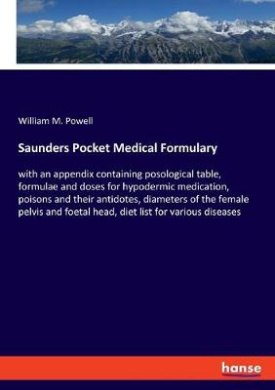 William M. Powell
Saunders Pocket Medical Formulary
with an appendix containing posological table,
formulae and doses for hypodermic medication,
poisons and their antidotes, diameters of the female
pelvis and foetal head, diet list for various diseases
hanse